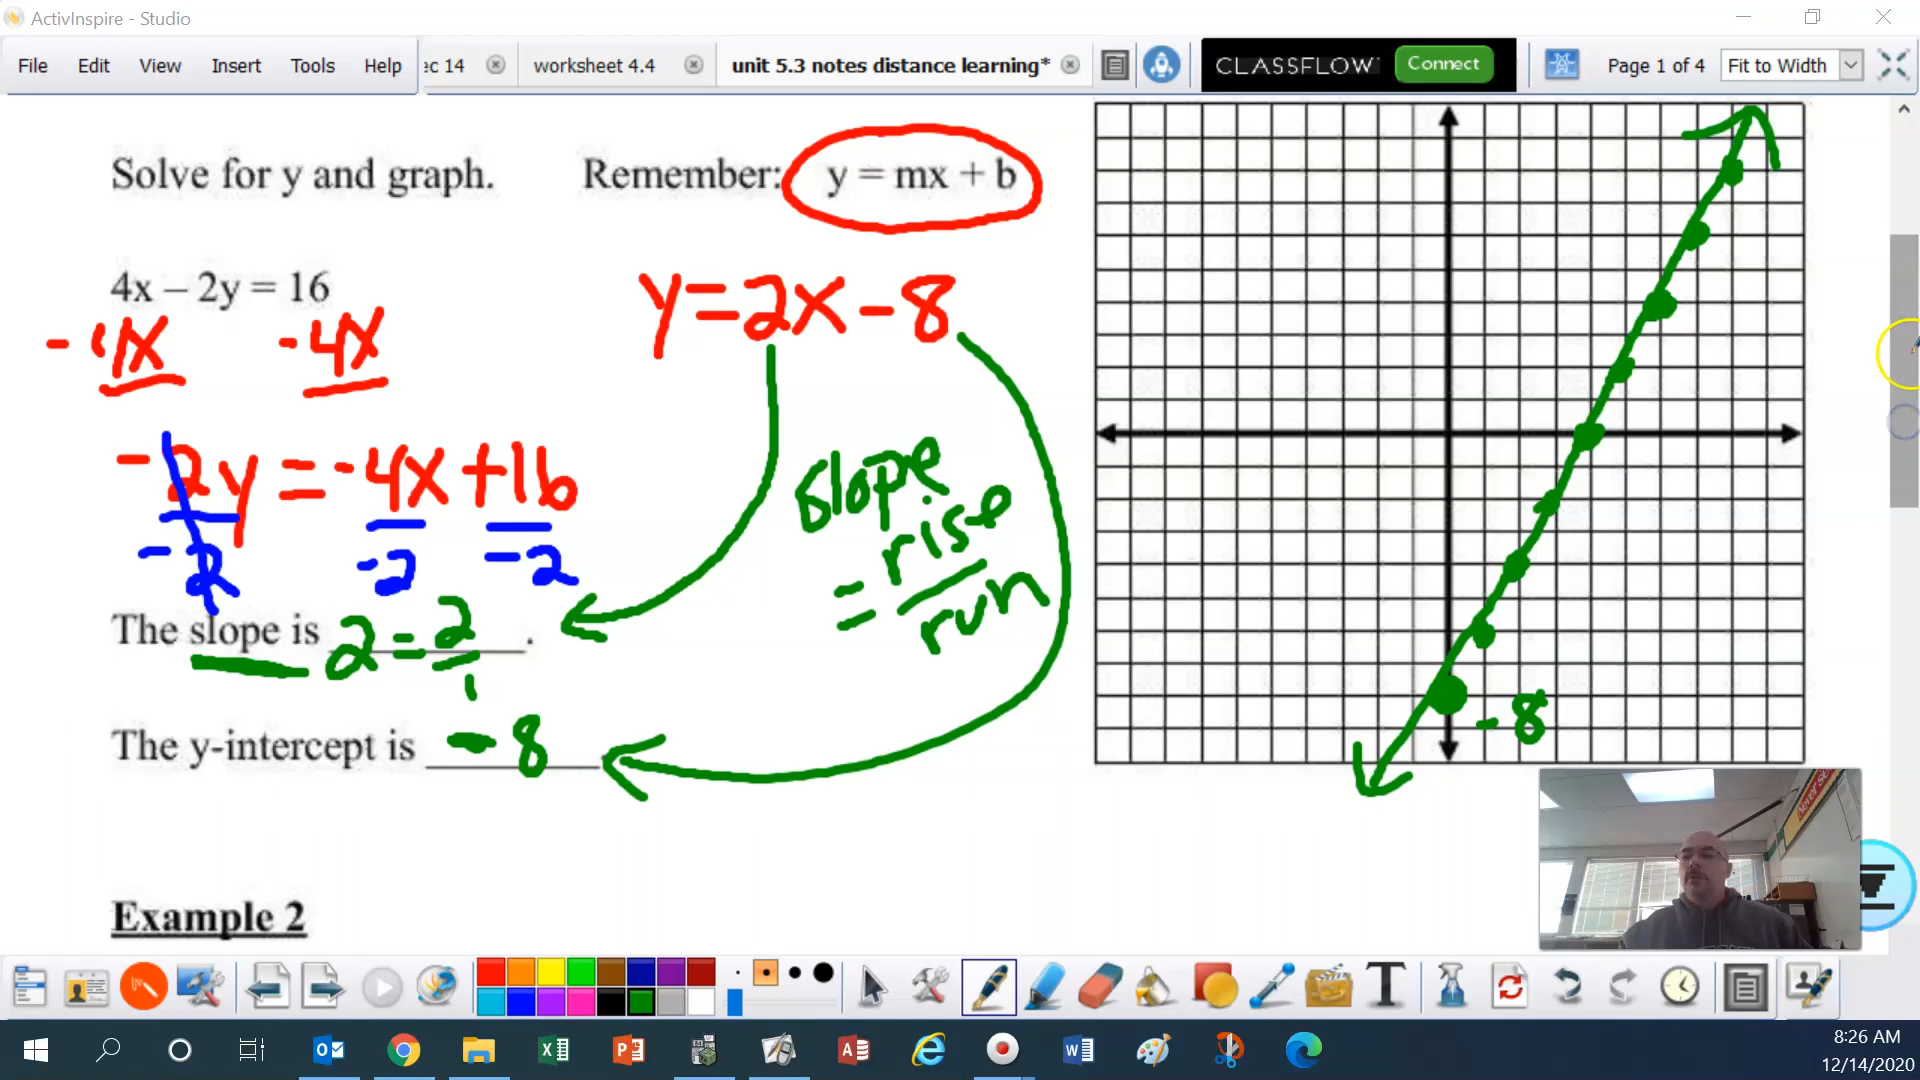 ActivInspire - Studio
File Edit View Insert Tools Help
ec 14
worksheet 4.4
unit 5.3 notes distance learning*
CLASSFLOW
Connect
Page 1 of 4
Fit to Width
Solve for y and graph. Remember: y = mx + b
4x – 2y = 16
-4x -4x
y=2x-8
-2y = -4x +16
-2 -2 -2
slope
= rise
run
The slope is 2 = 2/1.
The y-intercept is -8
-8
Example 2
T
8:26 AM
12/14/2020